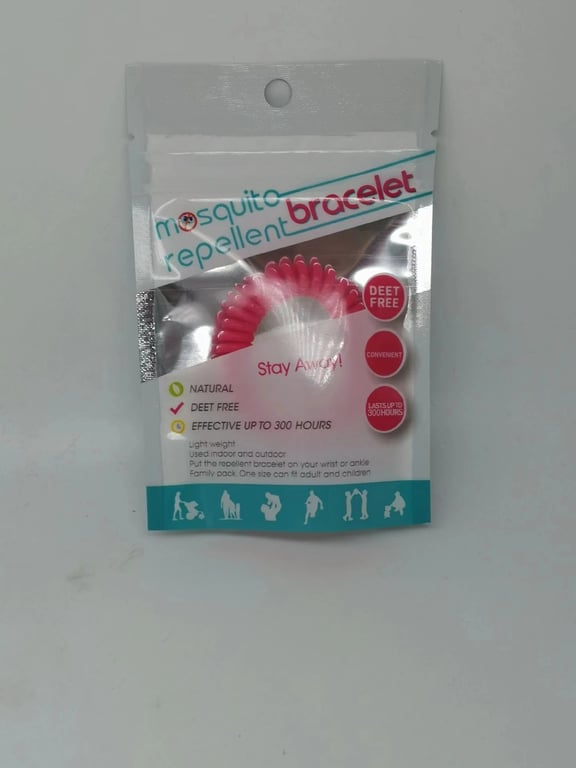 mosquito
repellent bracelet
DEET
FREE
CONVENIENT
LASTS UP TO
300HOURS
Stay Away!
NATURAL
DEET FREE
EFFECTIVE UP TO 300 HOURS
Light weight
Used indoor and outdoor
Put the repellent bracelet on your wrist or ankle
Family pack. One size can fit adult and children